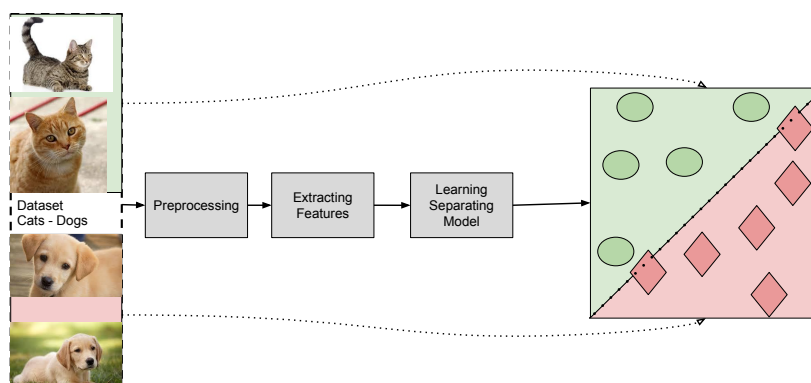 Dataset
Cats - Dogs
Preprocessing
Extracting
Features
Learning
Separating
Model